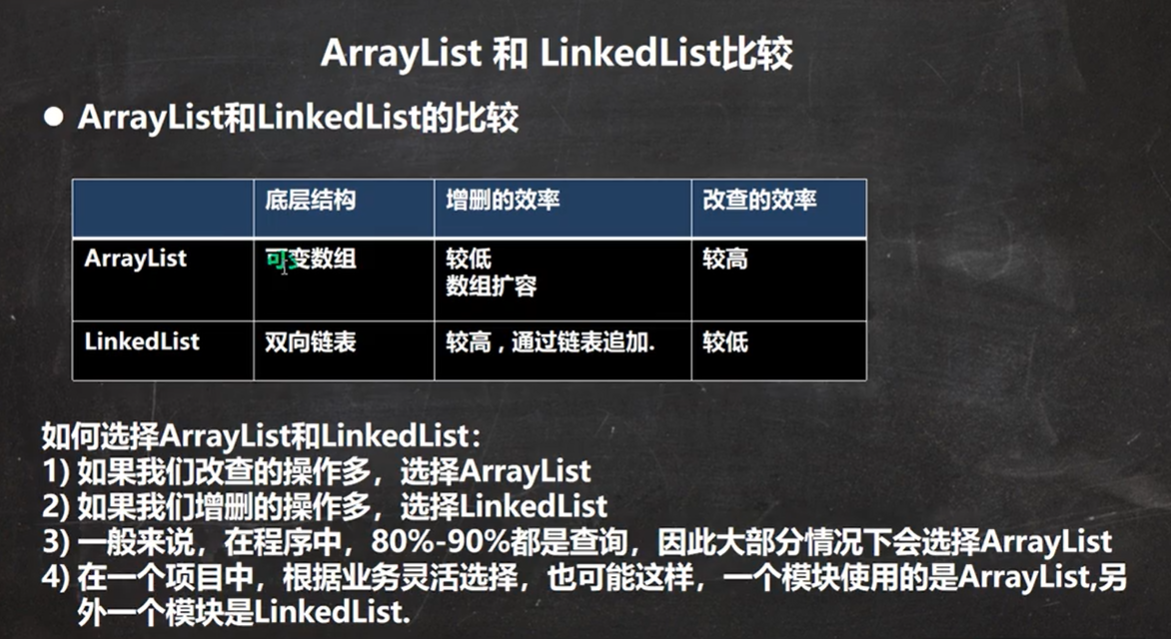 ArrayList 和 LinkedList比较
● ArrayList和LinkedList的比较
底层结构 增删的效率 改查的效率
ArrayList 可变数组 较低 较高
数组扩容
LinkedList 双向链表 较高，通过链表追加. 较低
如何选择ArrayList和LinkedList：
1) 如果我们改查的操作多，选择ArrayList
2) 如果我们增删的操作多，选择LinkedList
3) 一般来说，在程序中，80%-90%都是查询，因此大部分情况下会选择ArrayList
4) 在一个项目中，根据业务灵活选择，也可能这样，一个模块使用的是ArrayList,另
外一个模块是LinkedList.